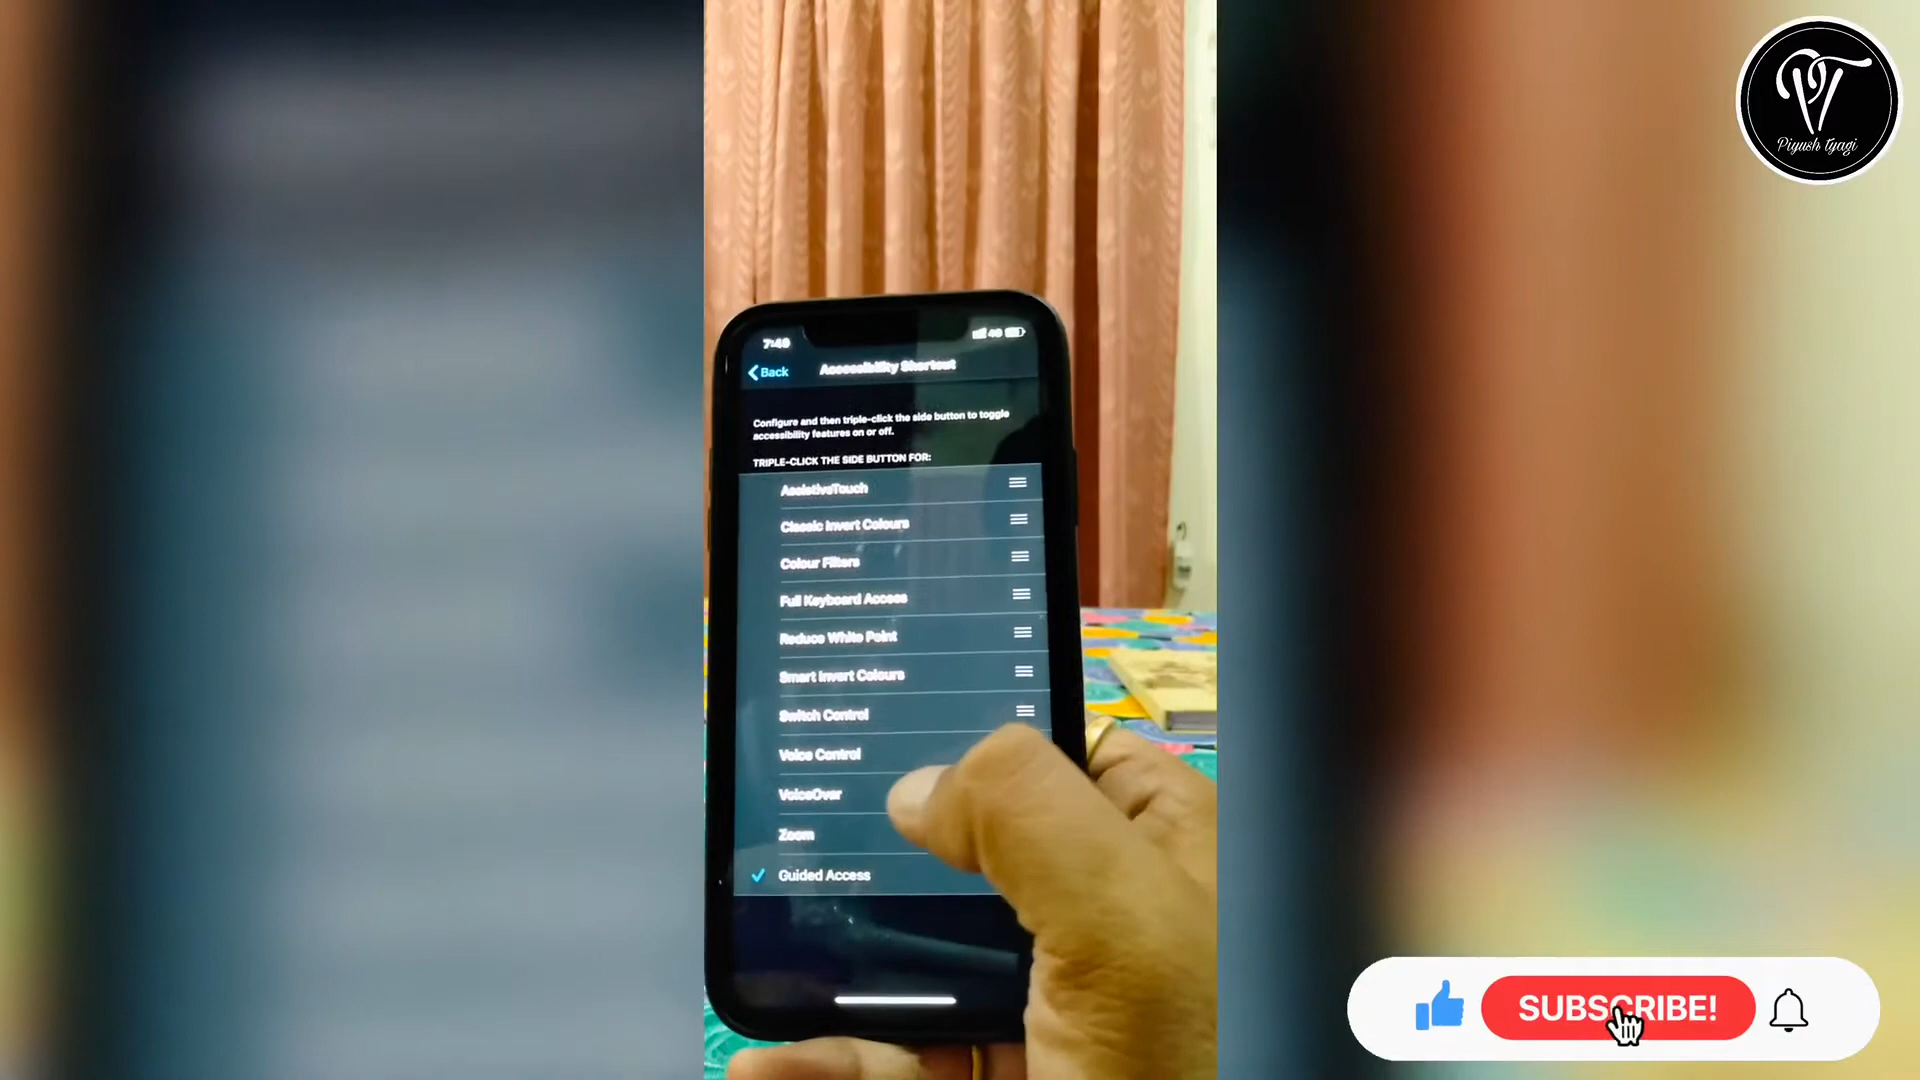 Piyush tyagi
7:49
4G
Back
Accessibility Shortcut
Configure and then triple-click the side button to toggle
accessibility features on or off.
TRIPLE-CLICK THE SIDE BUTTON FOR:
AssistiveTouch
Classic Invert Colours
Colour Filters
Full Keyboard Access
Reduce White Point
Smart Invert Colours
Switch Control
Voice Control
VoiceOver
Zoom
Guided Access
SUBSCRIBE!